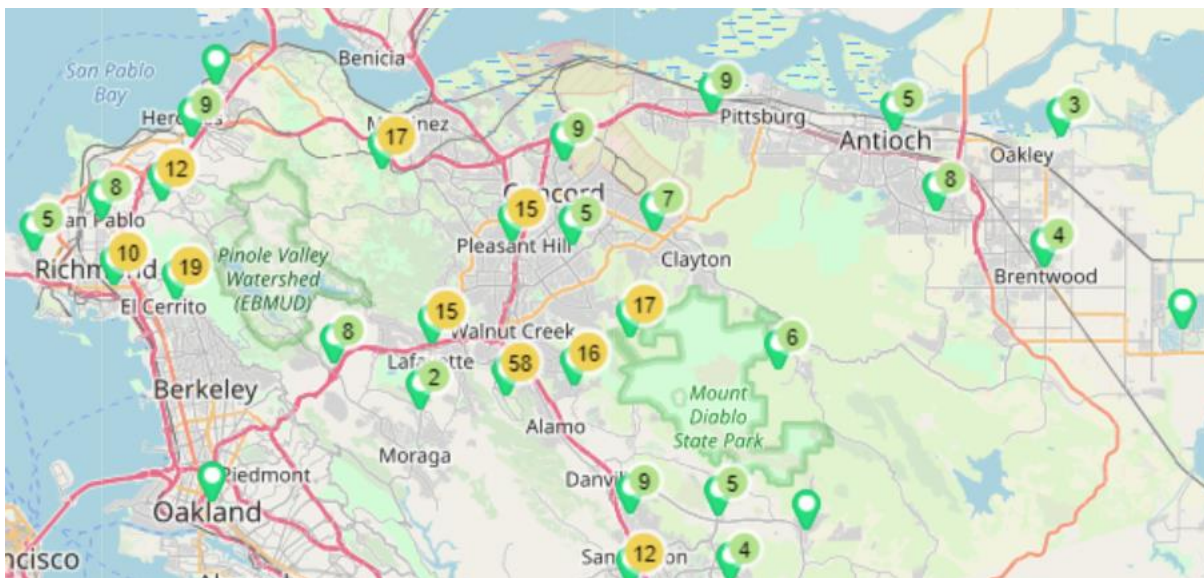 Benicia
San Pablo
Bay
9
9
5
3
Pittsburg
17
9
Antioch
Oakley
12
8
8
7
5
15
5
4
Pleasant Hill
Clayton
10
19
Pinole Valley
Watershed
(EBMUD)
Brentwood
El Cerrito
15
17
8
Walnut Creek
6
58
16
2
Berkeley
Mount
Diablo
State Park
Alamo
Moraga
Piedmont
9
5
Oakland
12
4